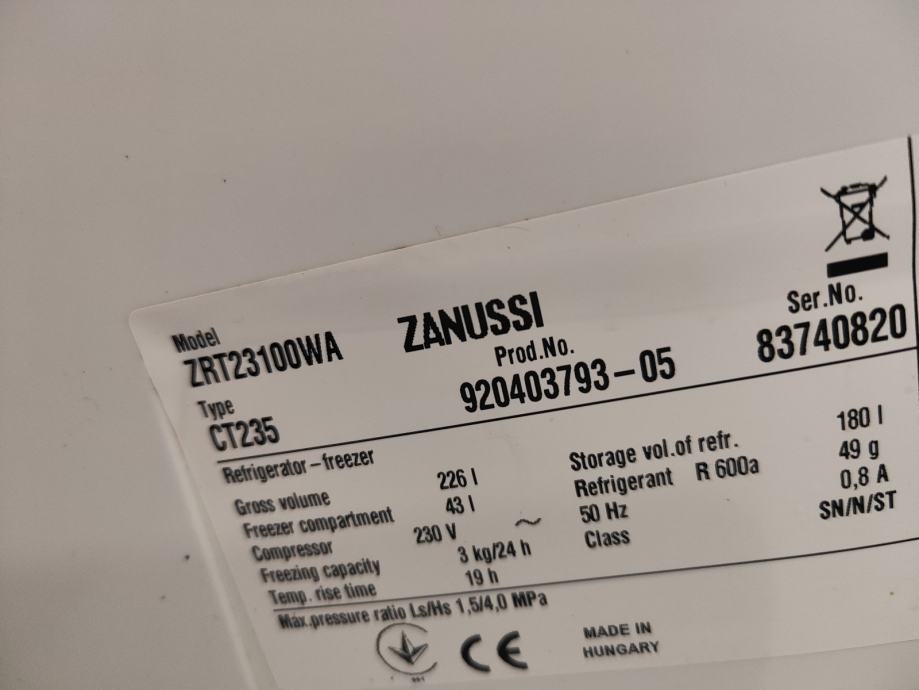 Model
ZRT23100WA
ZANUSSI
Prod.No.
920403793-05
Ser.No.
83740820
Type
CT235
Refrigerator-freezer
Gross volume 226 l
Storage vol.of refr. 180 l
Freezer compartment 43 l
Refrigerant R 600a 49 g
Compressor 230 V ~
50 Hz 0,8 A
Freezing capacity 3 kg/24 h
Class SN/N/ST
Temp. rise time 19 h
Max.pressure ratio Ls/Hs 1,5/4,0 MPa
CE
MADE IN
HUNGARY